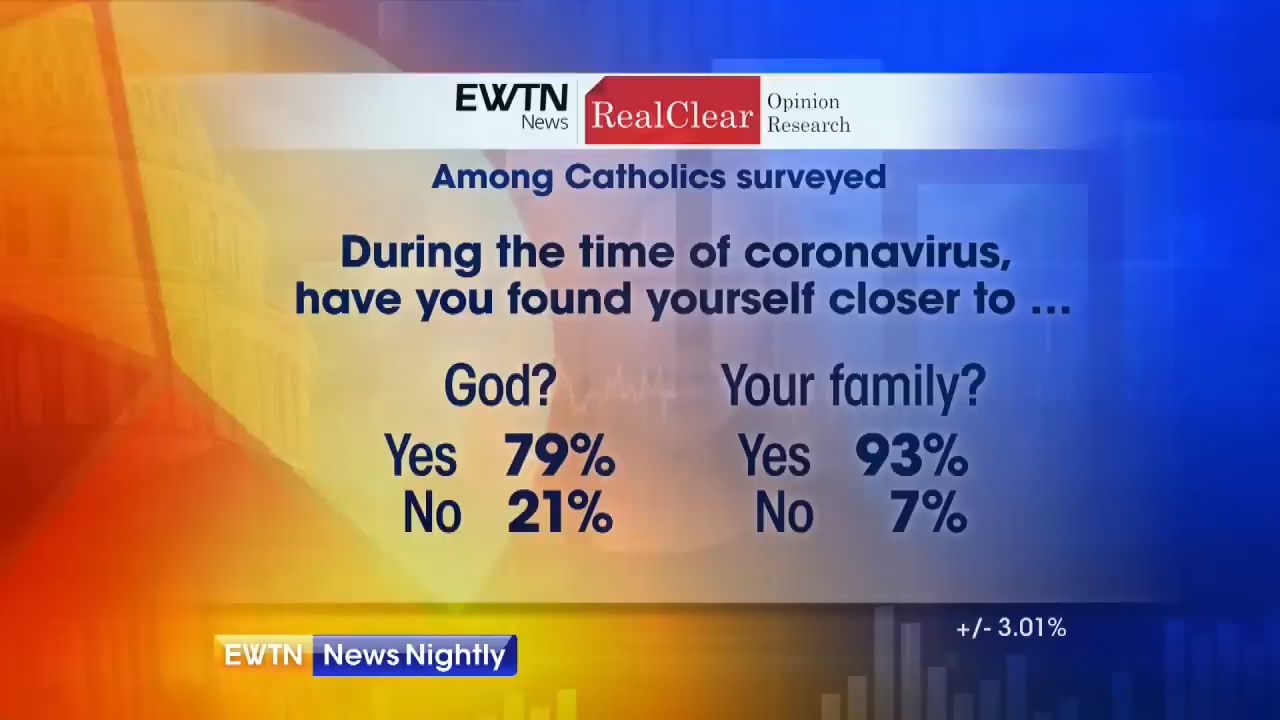 EWTN
News
RealClear
Opinion
Research
Among Catholics surveyed
During the time of coronavirus,
have you found yourself closer to ...
God? Your family?
Yes 79% Yes 93%
No 21% No 7%
+/- 3.01%
EWTN News Nightly